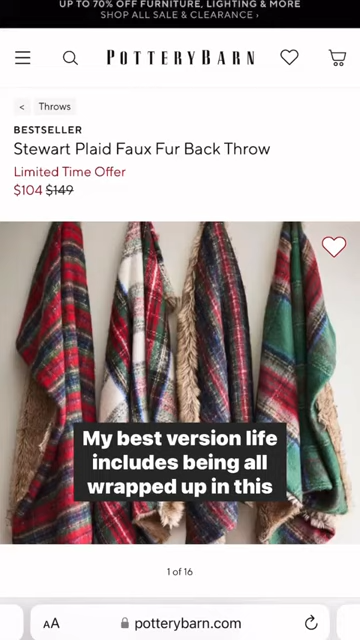 UP TO 70% OFF FURNITURE, LIGHTING & MORE
SHOP ALL SALE & CLEARANCE ›
POTTERYBARN
< Throws
BESTSELLER
Stewart Plaid Faux Fur Back Throw
Limited Time Offer
$104 $149
My best version life
includes being all
wrapped up in this
1 of 16
AA potterybarn.com